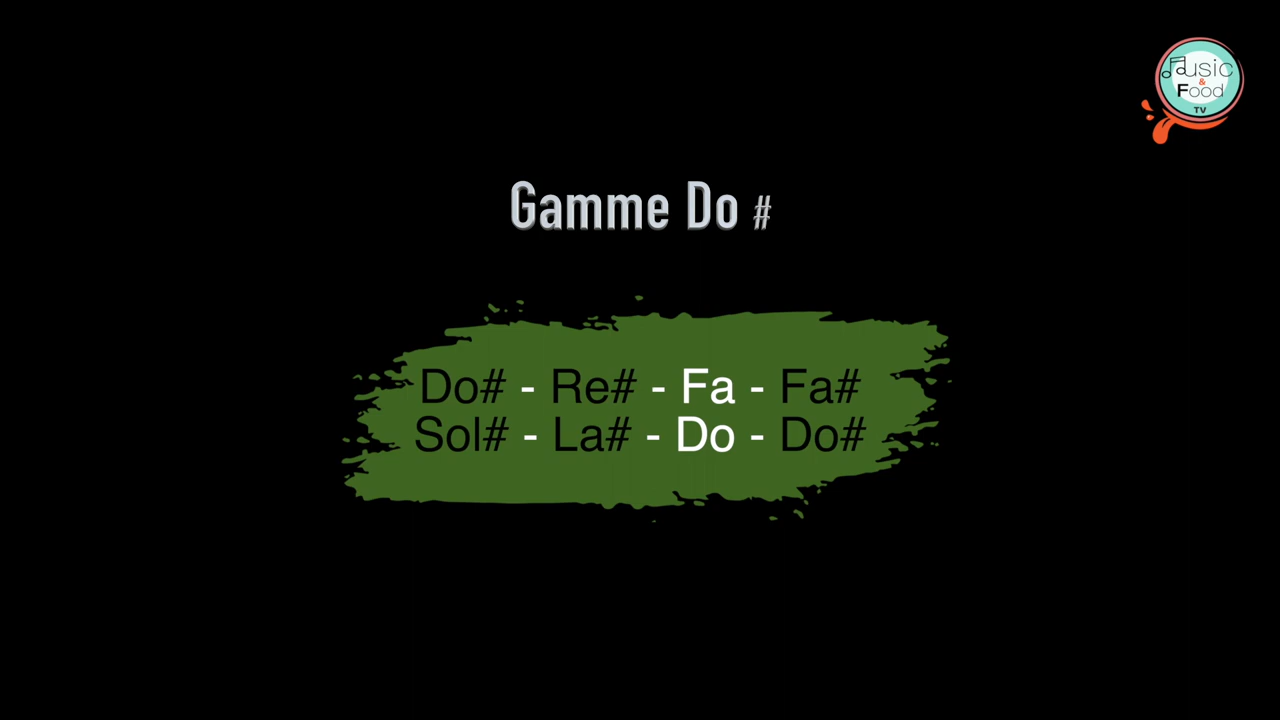 Music
&
Food
TV
Gamme Do #
Do# - Re# - Fa - Fa#
Sol# - La# - Do - Do#